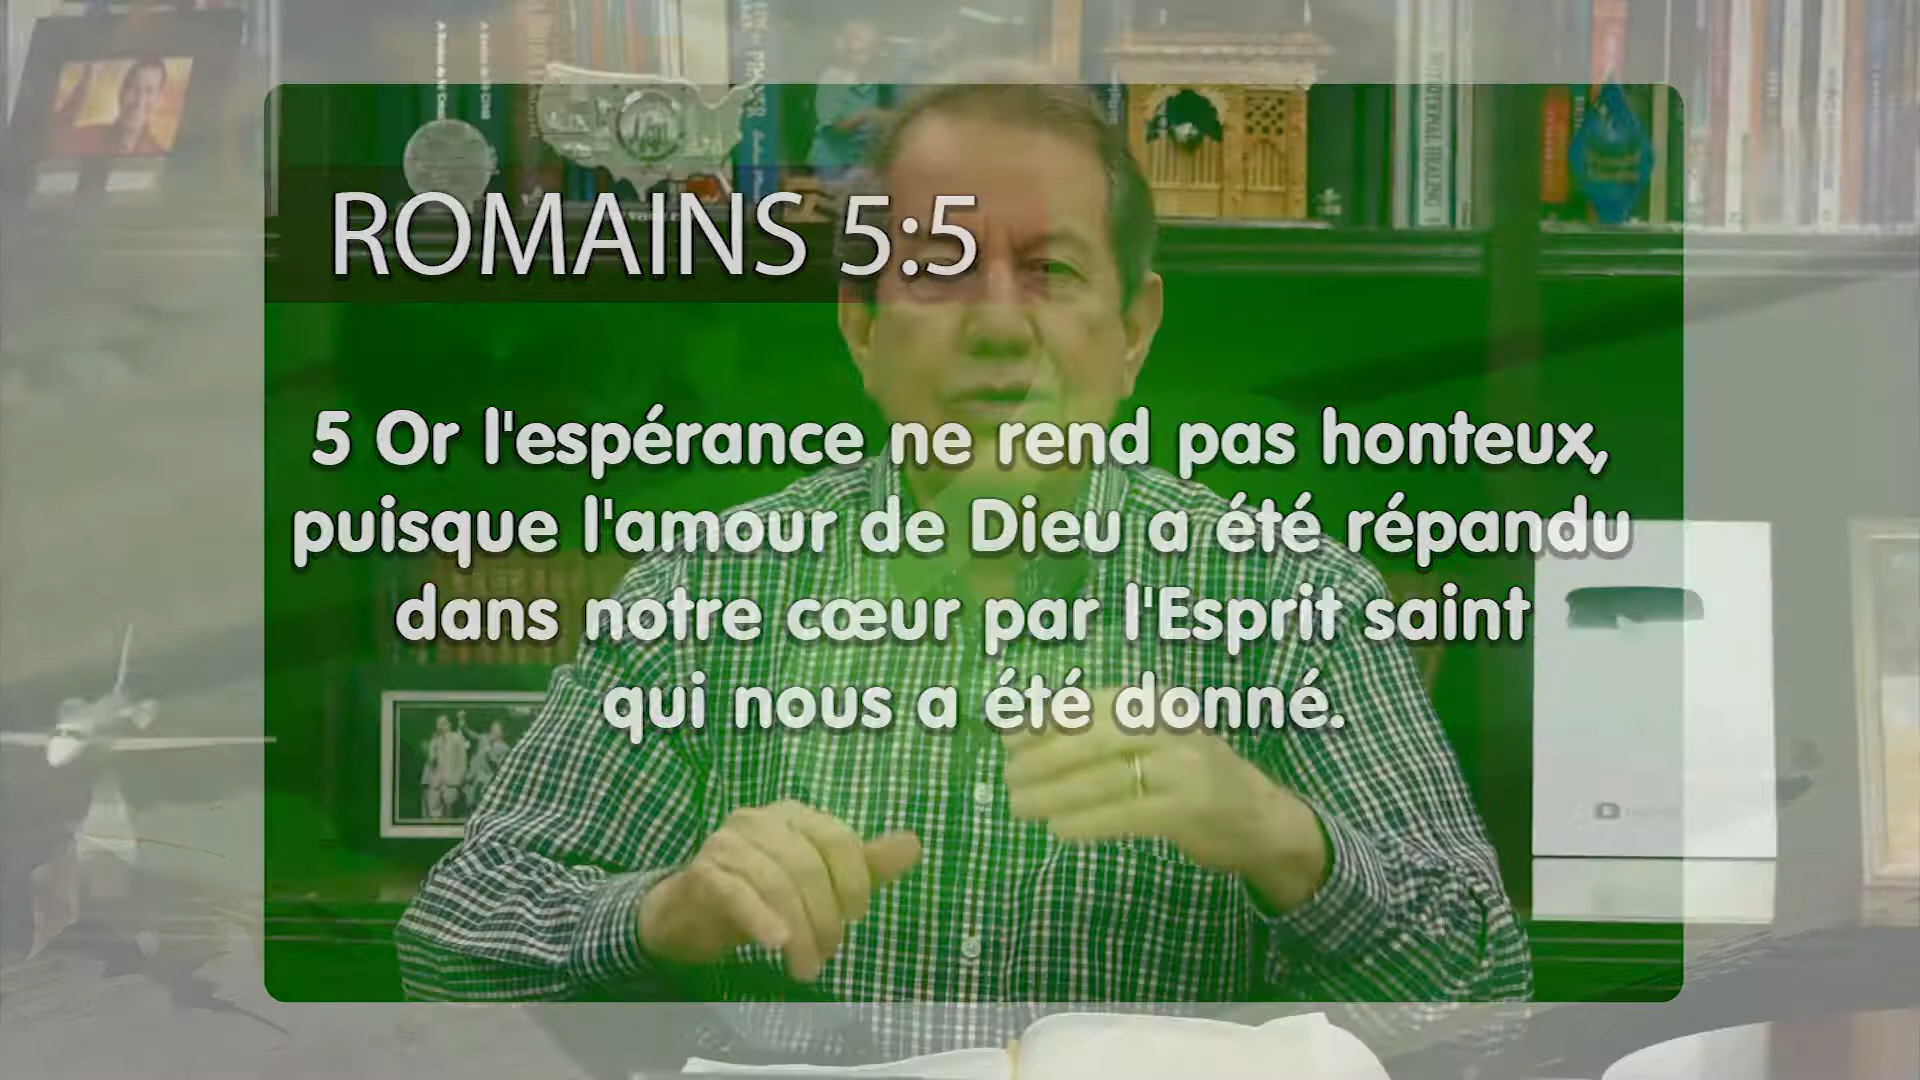 ROMAINS 5:5
5 Or l'espérance ne rend pas honteux,
puisque l'amour de Dieu a été répandu
dans notre cœur par l'Esprit saint
qui nous a été donné.